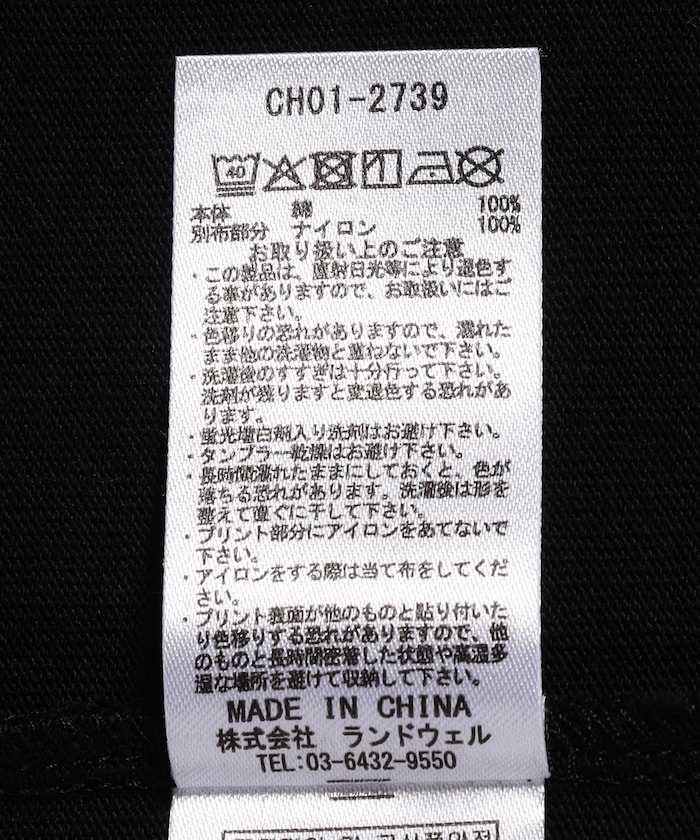 CH01-2739
40
本体 綿 100%
別布部分 ナイロン 100%
お取り扱い上のご注意
・この製品は、直射日光等により退色す
る事がありますので、お取扱いにはご
注意下さい。
・色移りの恐れがありますので、濡れた
まま他の洗濯物と重ねないで下さい。
・洗濯後のすすぎは十分行って下さい。
洗剤が残りますと変退色する恐れがあ
ります。
・蛍光増白剤入り洗剤はお避け下さい。
・タンブラー乾燥はお避け下さい。
・長時間濡れたままにしておくと、色が
落ちる恐れがあります。洗濯後は形を
整えて直ぐに干して下さい。
・プリント部分にアイロンをあてないで
下さい。
・アイロンをする際は当て布をしてくだ
さい。
・プリント表面が他のものと貼り付いた
り色移りする恐れがありますので、他
のものと長時間密着した状態や高温多
湿な場所を避けて収納して下さい。
MADE IN CHINA
株式会社 ランドウェル
TEL:03-6432-9550